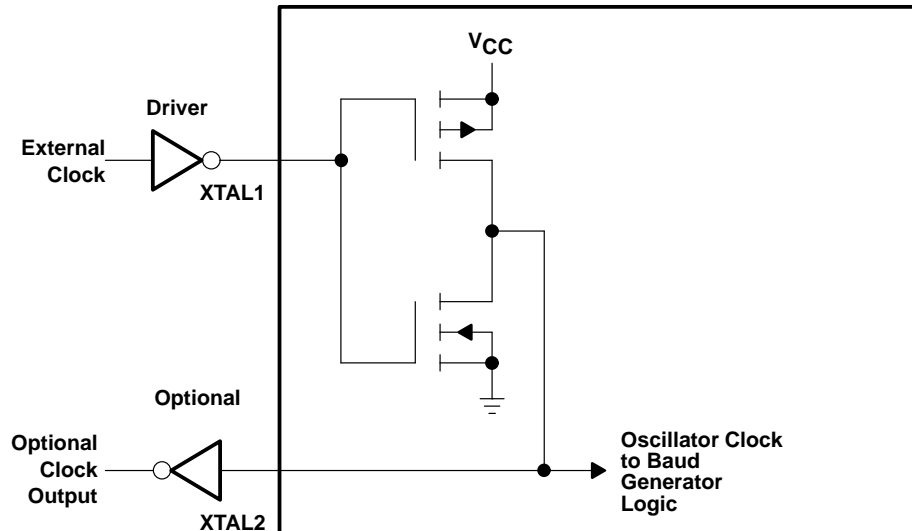 VCC
Driver
External
Clock
XTAL1
Optional
Optional
Clock
Output
XTAL2
Oscillator Clock
to Baud
Generator
Logic